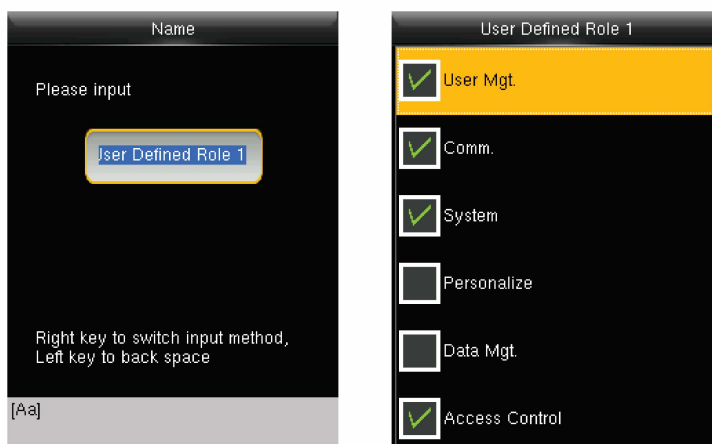 Name
Please input
User Defined Role 1
Right key to switch input method,
Left key to back space
[Aa]
User Defined Role 1
User Mgt.
Comm.
System
Personalize
Data Mgt.
Access Control